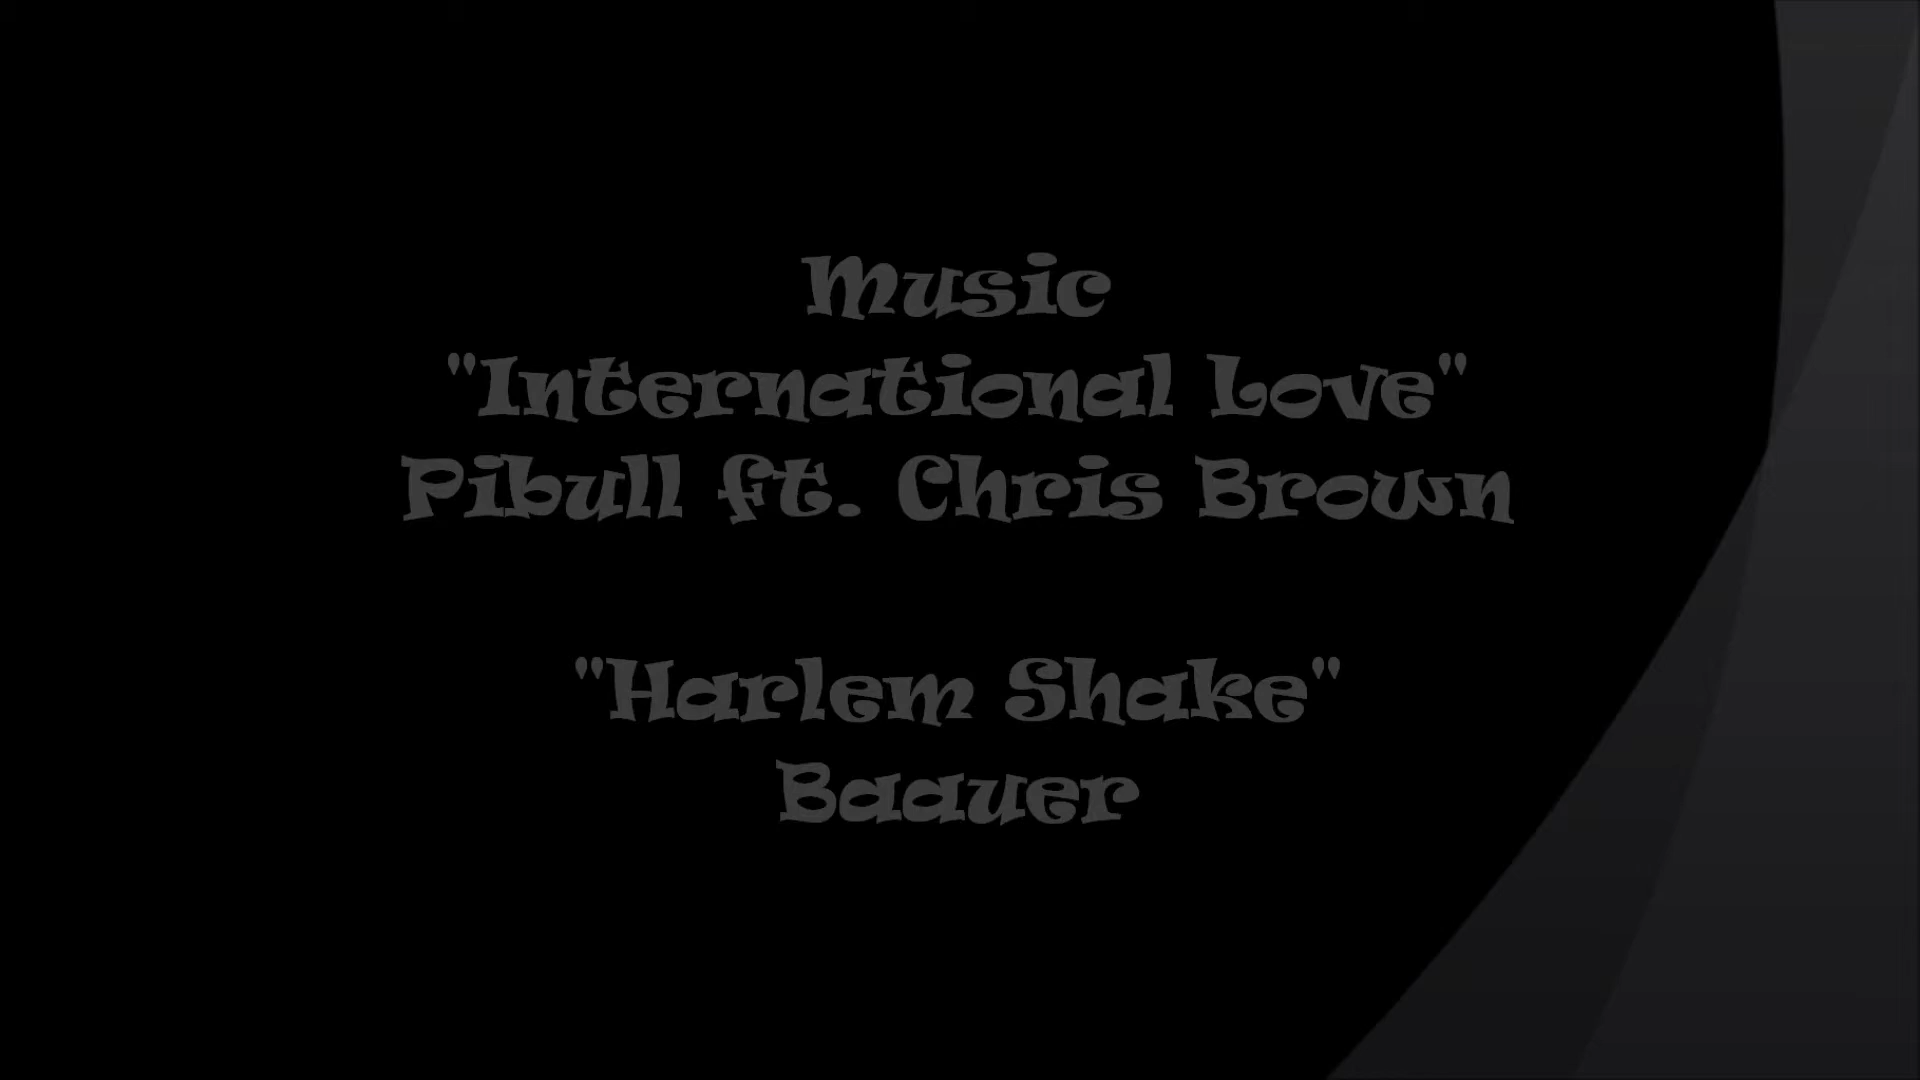 Music
"International Love"
Pibull ft. Chris Brown
"Harlem Shake"
Baauer